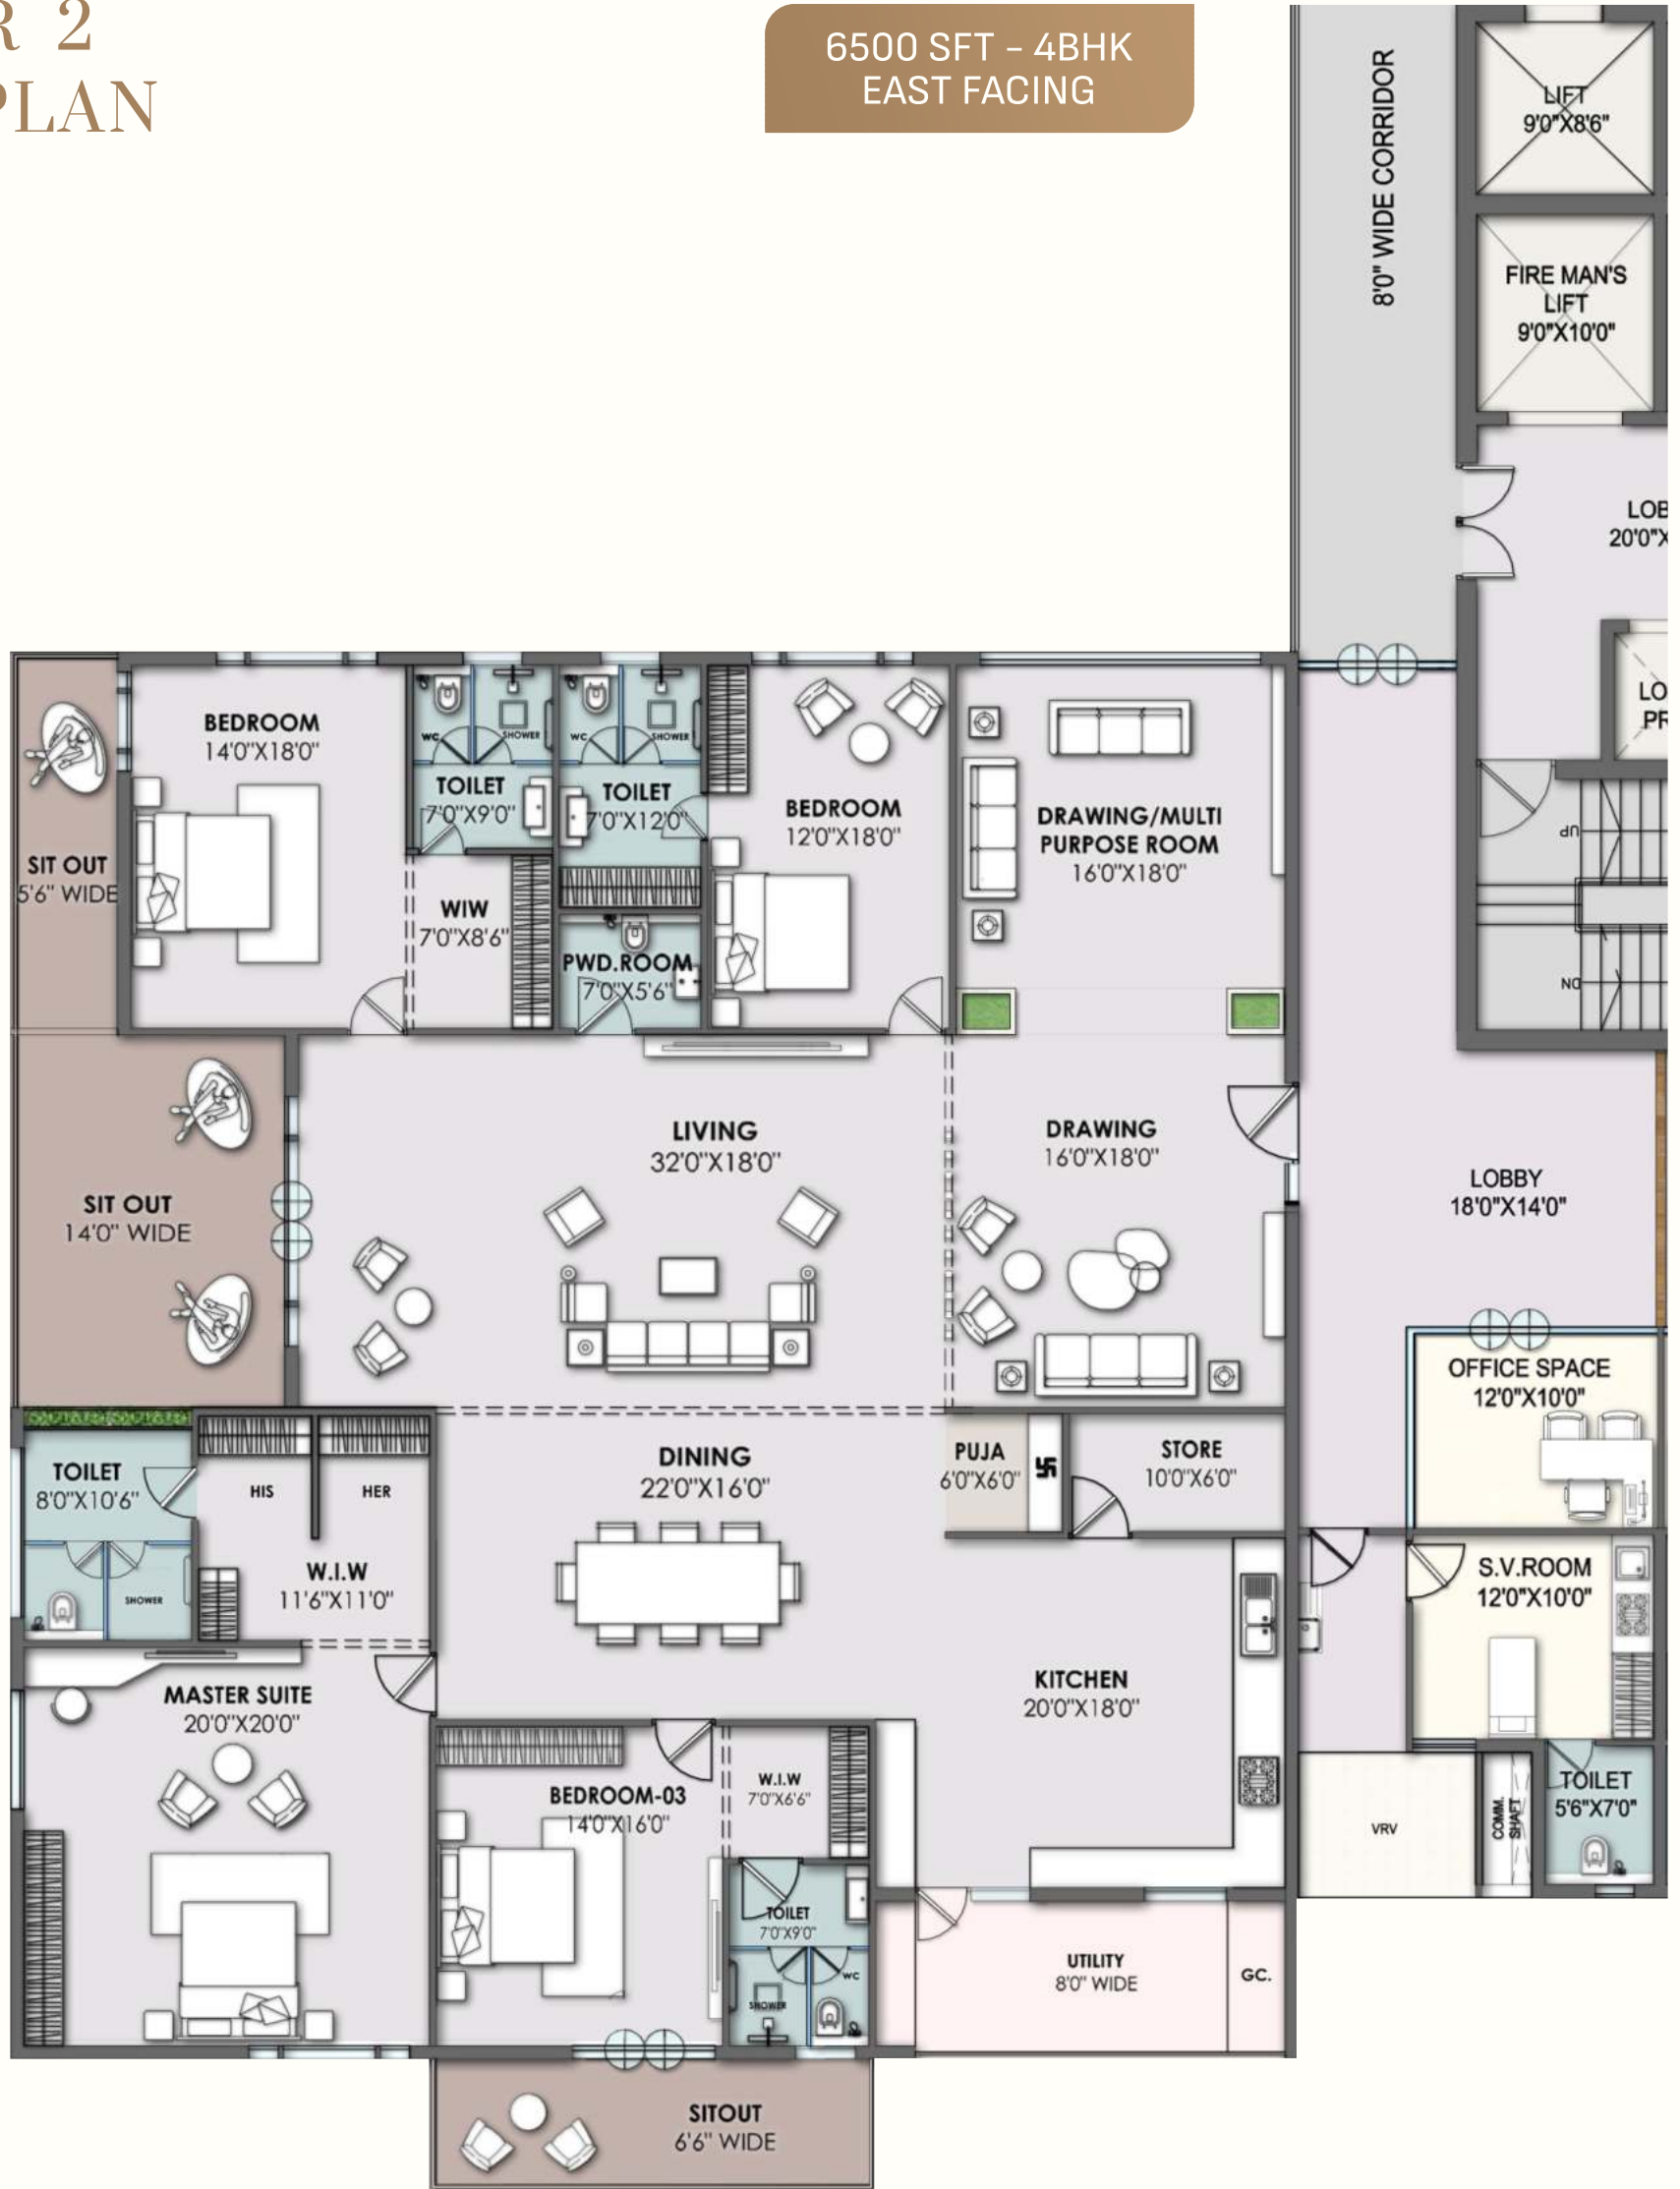 R 2
PLAN
6500 SFT - 4BHK
EAST FACING
8'0" WIDE CORRIDOR
LIFT
9'0"X8'6"
FIRE MAN'S
LIFT
9'0"X10'0"
LOB
20'0"X
LO
PR
UP
DN
BEDROOM
14'0"X18'0"
WC
SHOWER
TOILET
7'0"X9'0"
WC
SHOWER
TOILET
7'0"X12'0"
BEDROOM
12'0"X18'0"
DRAWING/MULTI
PURPOSE ROOM
16'0"X18'0"
SIT OUT
5'6" WIDE
WIW
7'0"X8'6"
PWD.ROOM
7'0"X5'6"
LIVING
32'0"X18'0"
DRAWING
16'0"X18'0"
SIT OUT
14'0" WIDE
LOBBY
18'0"X14'0"
OFFICE SPACE
12'0"X10'0"
TOILET
8'0"X10'6"
HIS
HER
DINING
22'0"X16'0"
PUJA
6'0"X6'0"
卐
STORE
10'0"X6'0"
SHOWER
W.I.W
11'6"X11'0"
S.V.ROOM
12'0"X10'0"
MASTER SUITE
20'0"X20'0"
KITCHEN
20'0"X18'0"
BEDROOM-03
14'0"X16'0"
W.I.W
7'0"X6'6"
VRV
COMM.
SHAFT
TOILET
5'6"X7'0"
TOILET
7'0"X9'0"
SHOWER
WC
UTILITY
8'0" WIDE
GC.
SITOUT
6'6" WIDE